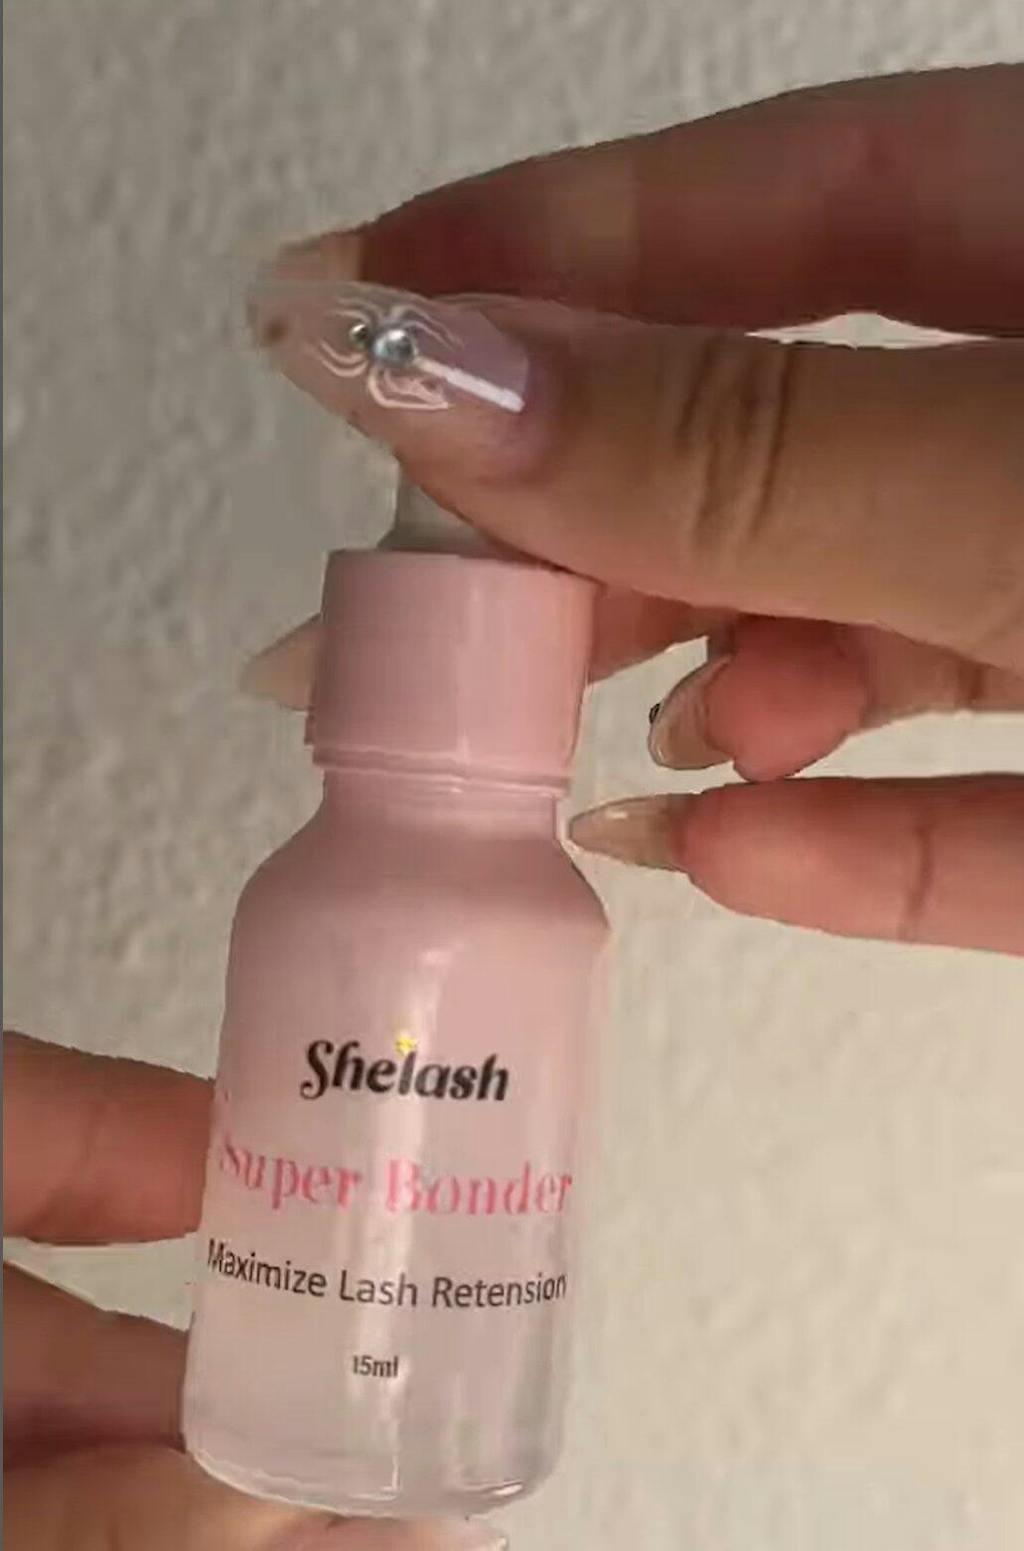 Shelash
Super Bonder
Maximize Lash Retension
15ml